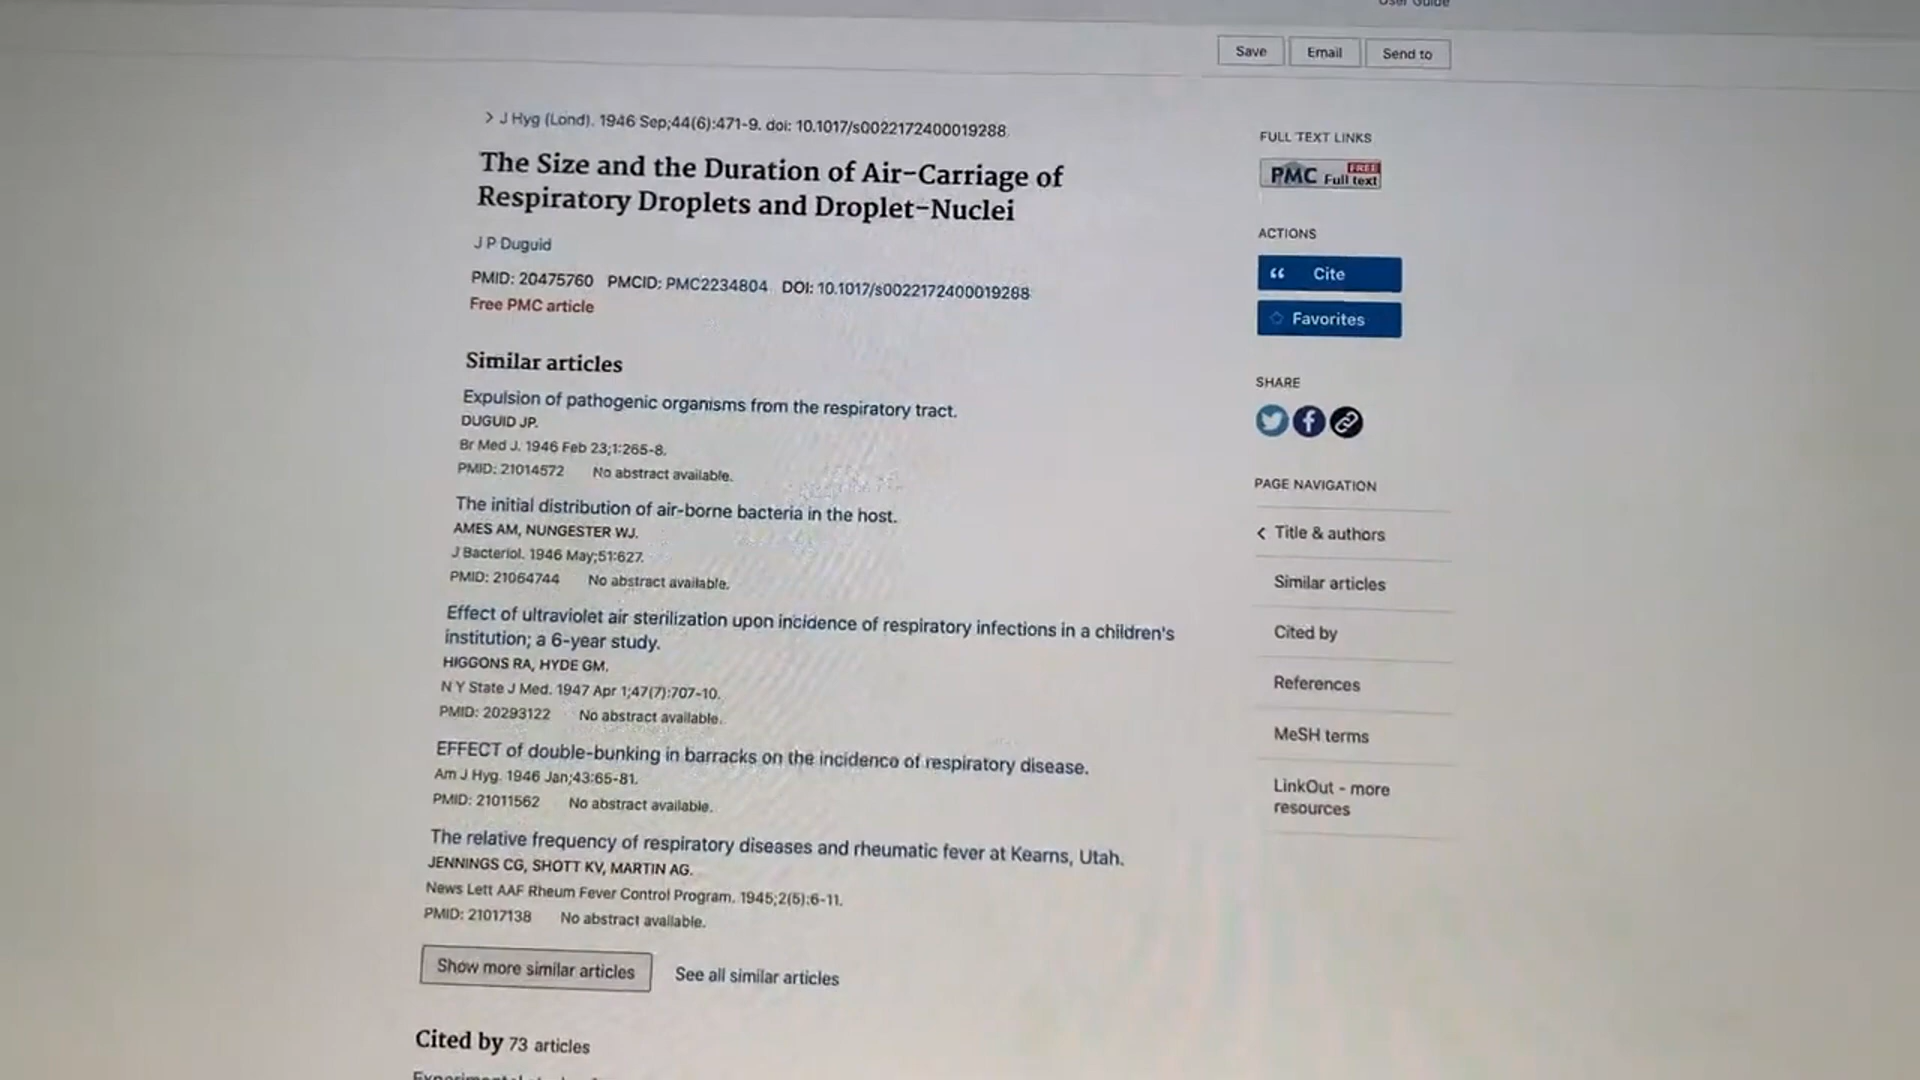 User Guide
Save Email Send to
J Hyg (Lond). 1946 Sep;44(6):471-9. doi: 10.1017/s0022172400019288
The Size and the Duration of Air-Carriage of
Respiratory Droplets and Droplet-Nuclei
J P Duguid
PMID: 20475760 PMCID: PMC2234804 DOI: 10.1017/s0022172400019288
Free PMC article
Similar articles
Expulsion of pathogenic organisms from the respiratory tract.
DUGUID JP.
Br Med J. 1946 Feb 23;1:265-8.
PMID: 21014572 No abstract available.
The initial distribution of air-borne bacteria in the host.
AMES AM, NUNGESTER WJ.
J Bacteriol. 1946 May;51:627.
PMID: 21064744 No abstract available.
Effect of ultraviolet air sterilization upon incidence of respiratory infections in a children's
institution; a 6-year study.
HIGGONS RA, HYDE GM.
N Y State J Med. 1947 Apr 1;47(7):707-10.
PMID: 20293122 No abstract available.
EFFECT of double-bunking in barracks on the incidence of respiratory disease.
Am J Hyg. 1946 Jan;43:65-81.
PMID: 21011562 No abstract available.
The relative frequency of respiratory diseases and rheumatic fever at Kearns, Utah.
JENNINGS CG, SHOTT KV, MARTIN AG.
News Lett AAF Rheum Fever Control Program. 1945;2(5):6-11.
PMID: 21017138 No abstract available.
Show more similar articles See all similar articles
Cited by 73 articles
FULL TEXT LINKS
PMC FREE Full text
ACTIONS
Cite
Favorites
SHARE
PAGE NAVIGATION
Title & authors
Similar articles
Cited by
References
MeSH terms
LinkOut - more
resources